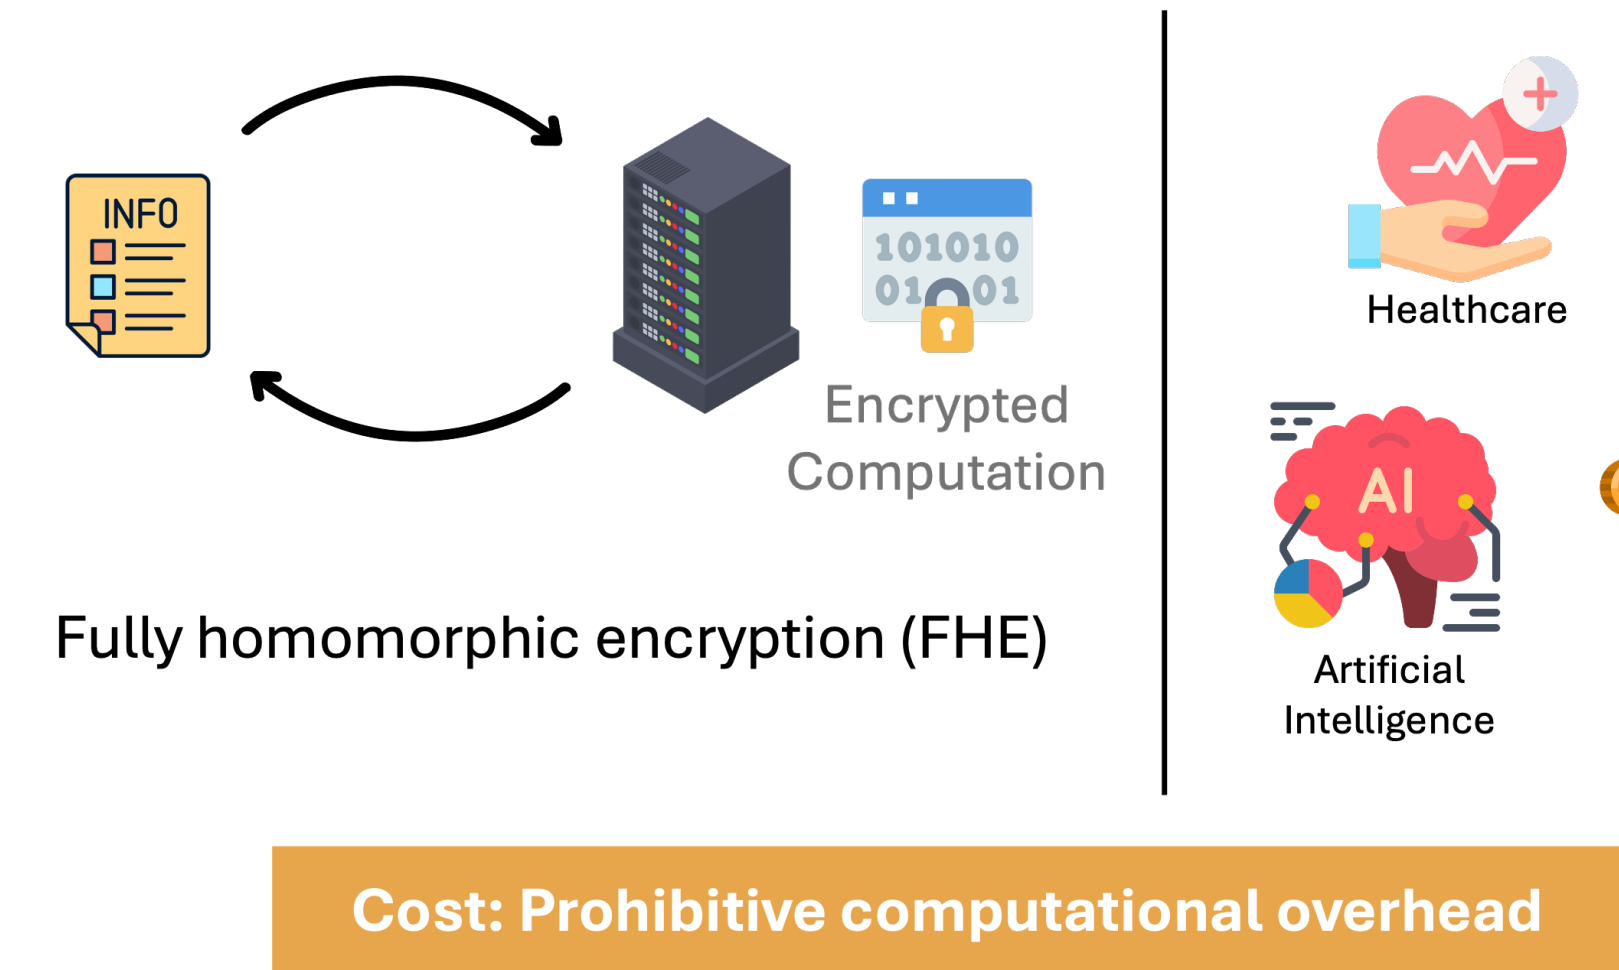 INFO
101010
01 01
Encrypted
Computation
Fully homomorphic encryption (FHE)
Healthcare
AI
Artificial
Intelligence
Cost: Prohibitive computational overhead